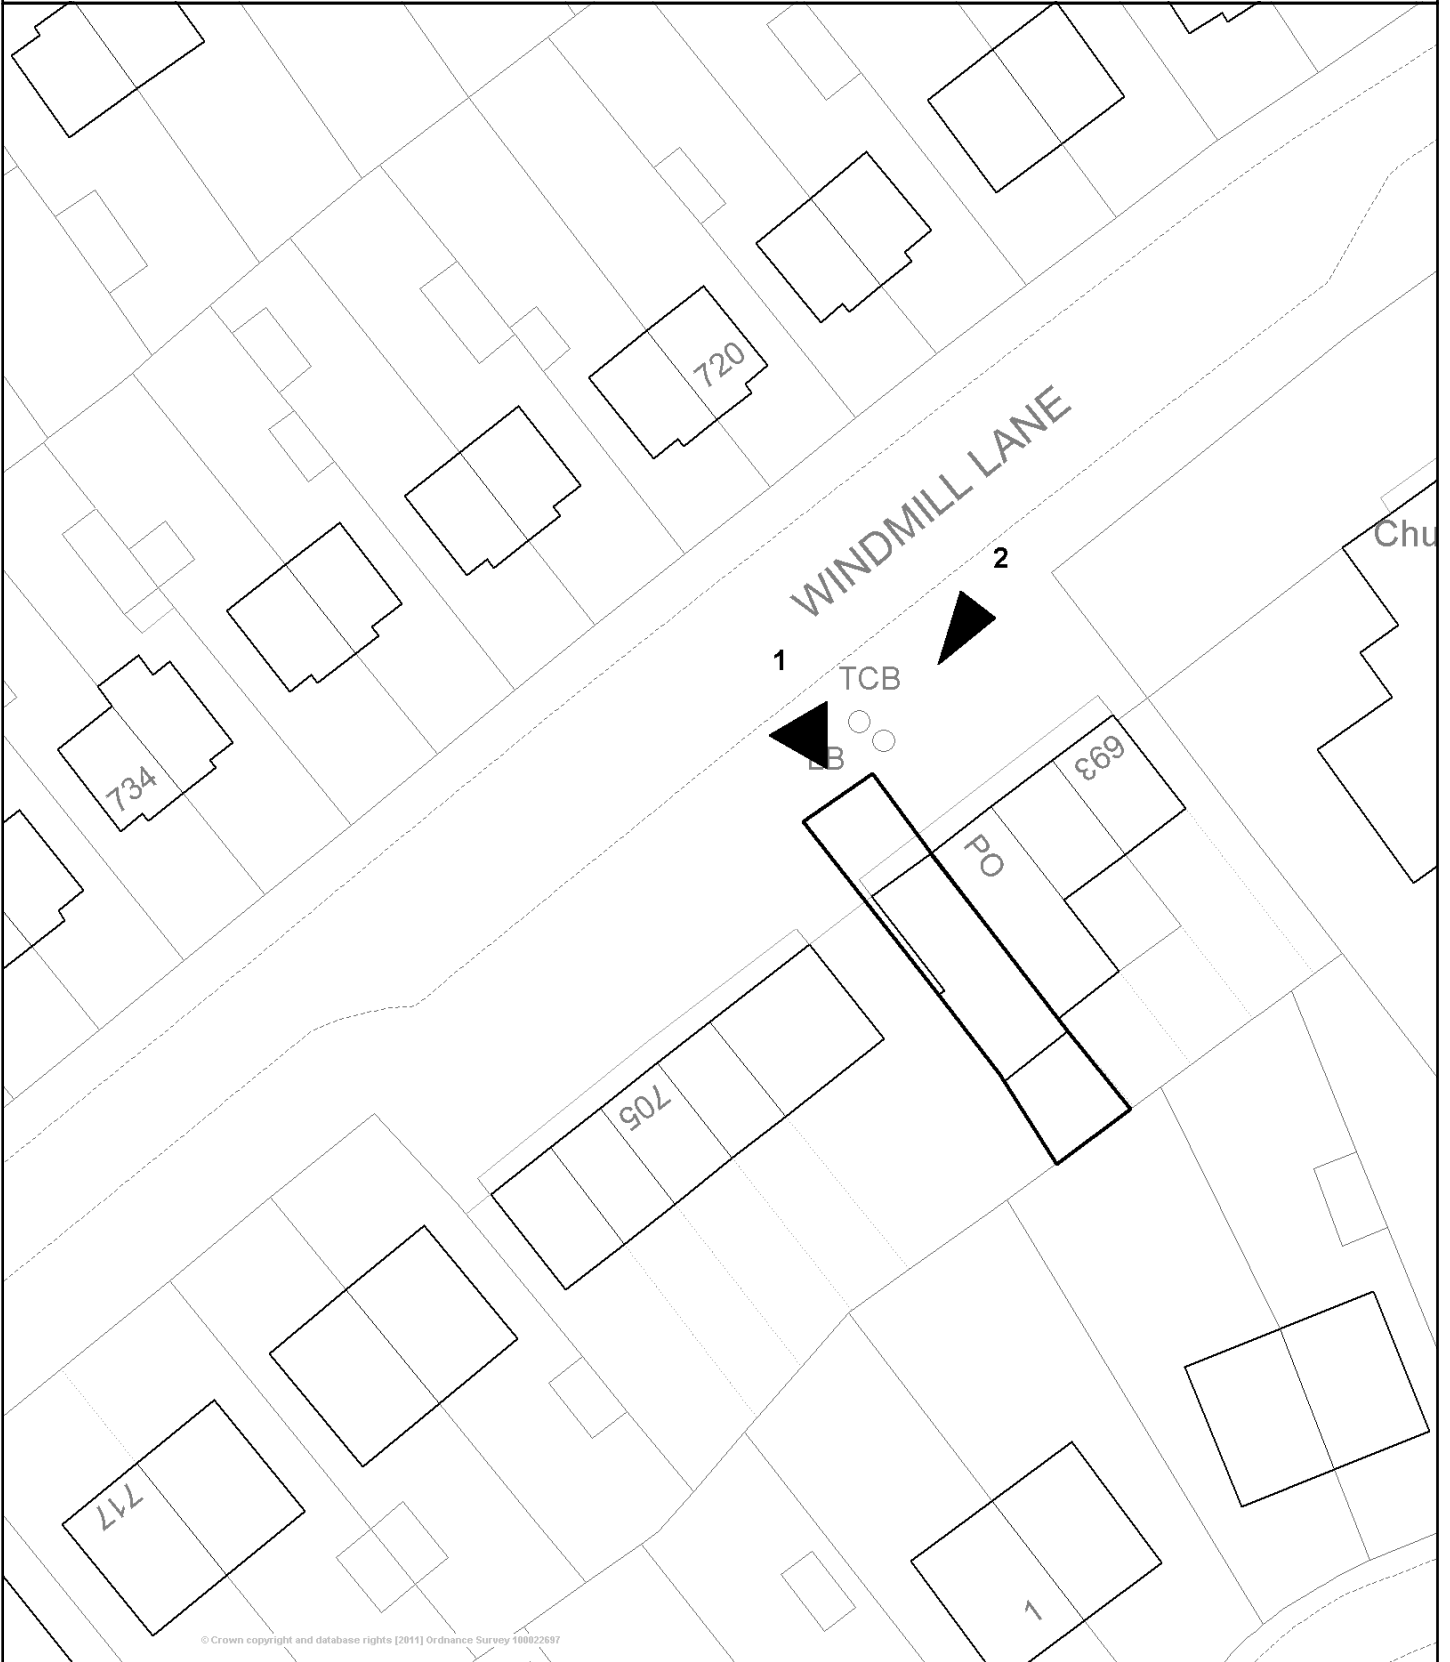 720
WINDMILL LANE
Chu
2
1
TCB
LB
693
734
PO
705
717
1
© Crown copyright and database rights [2011] Ordnance Survey 100022697